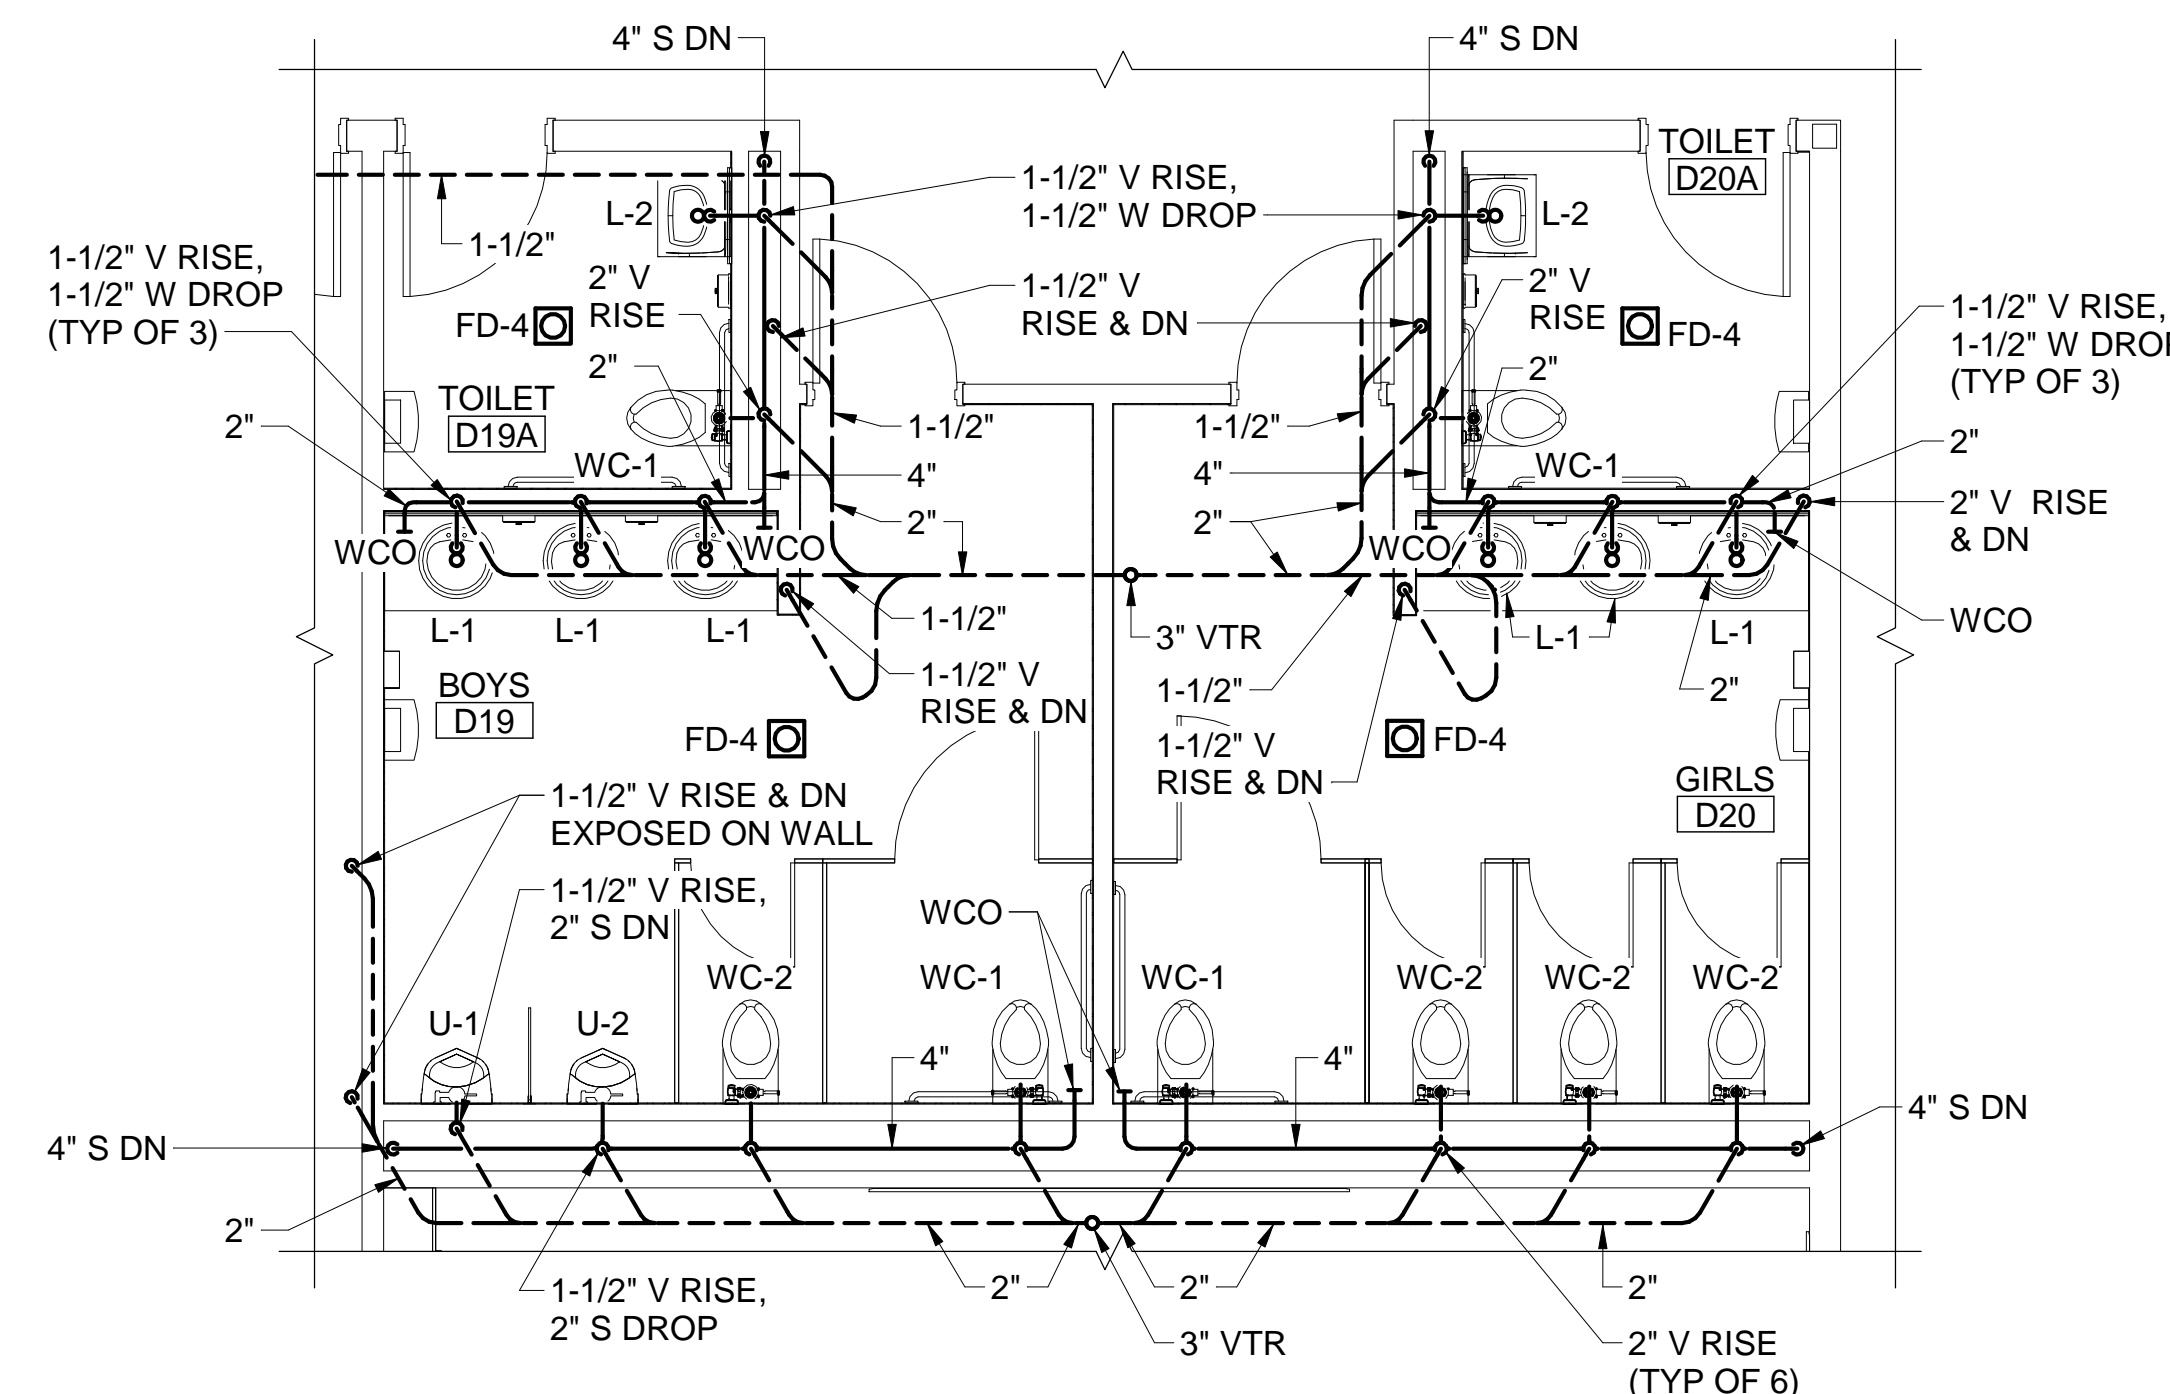 4" S DN
4" S DN
TOILET
D20A
1-1/2" V RISE,
1-1/2" W DROP
L-2
L-2
1-1/2"
1-1/2" V RISE,
1-1/2" W DROP
(TYP OF 3)
2" V
RISE
1-1/2" V
RISE & DN
2" V
RISE
FD-4
FD-4
1-1/2" V RISE,
1-1/2" W DROP
(TYP OF 3)
2"
2"
TOILET
D19A
2"
1-1/2"
1-1/2"
2"
WC-1
4"
4"
WC-1
2"
2"
2" V RISE
& DN
WCO
WCO
WCO
L-1
L-1
L-1
1-1/2"
3" VTR
L-1
L-1
WCO
BOYS
D19
1-1/2" V
RISE & DN
1-1/2"
2"
FD-4
1-1/2" V
RISE & DN
FD-4
GIRLS
D20
1-1/2" V RISE & DN
EXPOSED ON WALL
1-1/2" V RISE,
2" S DN
WCO
WC-2
WC-1
WC-1
WC-2
WC-2
WC-2
U-1
U-2
4"
4"
4" S DN
4" S DN
2"
1-1/2" V RISE,
2" S DROP
2"
2"
2"
3" VTR
2" V RISE
(TYP OF 6)